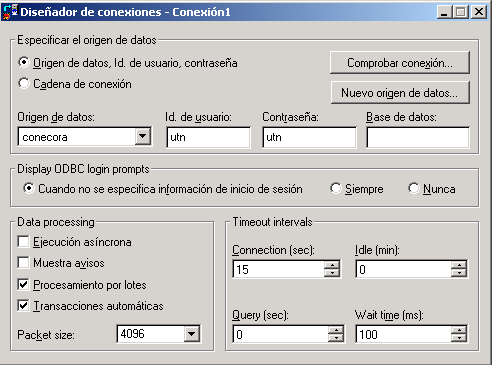 Diseñador de conexiones - Conexión1
Especificar el origen de datos
Origen de datos, Id. de usuario, contraseña
Comprobar conexión...
Cadena de conexión
Nuevo origen de datos...
Origen de datos: Id. de usuario: Contraseña: Base de datos:
conecora utn utn
Display ODBC login prompts
Cuando no se especifica información de inicio de sesión Siempre Nunca
Data processing Timeout intervals
Ejecución asíncrona Connection (sec): Idle (min):
Muestra avisos 15 0
Procesamiento por lotes
Transacciones automáticas Query (sec): Wait time (ms):
Packet size: 4096 0 100